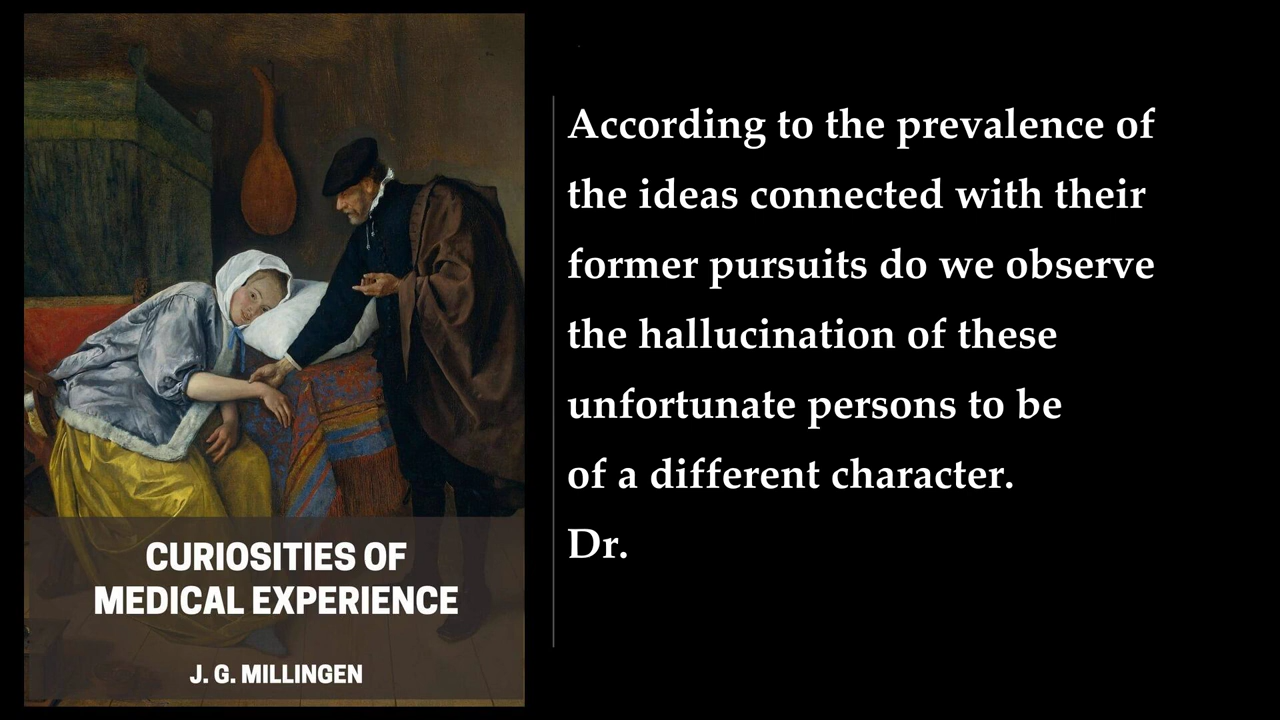 According to the prevalence of
the ideas connected with their
former pursuits do we observe
the hallucination of these
unfortunate persons to be
of a different character.
Dr.
CURIOSITIES OF
MEDICAL EXPERIENCE
J. G. MILLINGEN